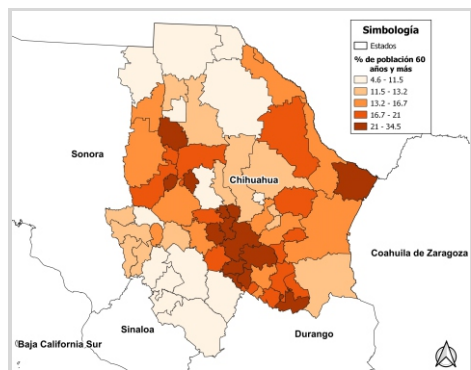 Simbología
Estados
% de población 60
años y más
4.6 - 11.5
11.5 - 13.2
13.2 - 16.7
16.7 - 21
21 - 34.5
Sonora
Chihuahua
Coahuila de Zaragoza
Sinaloa
Durango
Baja California Sur